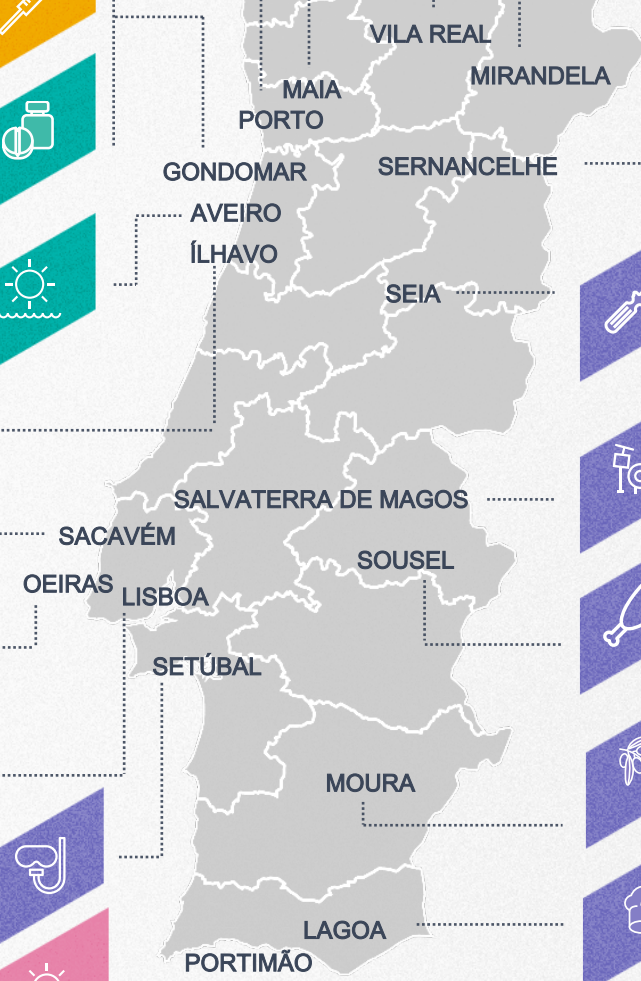 VILA REAL
MIRANDELA
MAIA
PORTO
GONDOMAR
SERNANCELHE
AVEIRO
ÍLHAVO
SEIA
SALVATERRA DE MAGOS
SACAVÉM
SOUSEL
OEIRAS
LISBOA
SETÚBAL
MOURA
LAGOA
PORTIMÃO